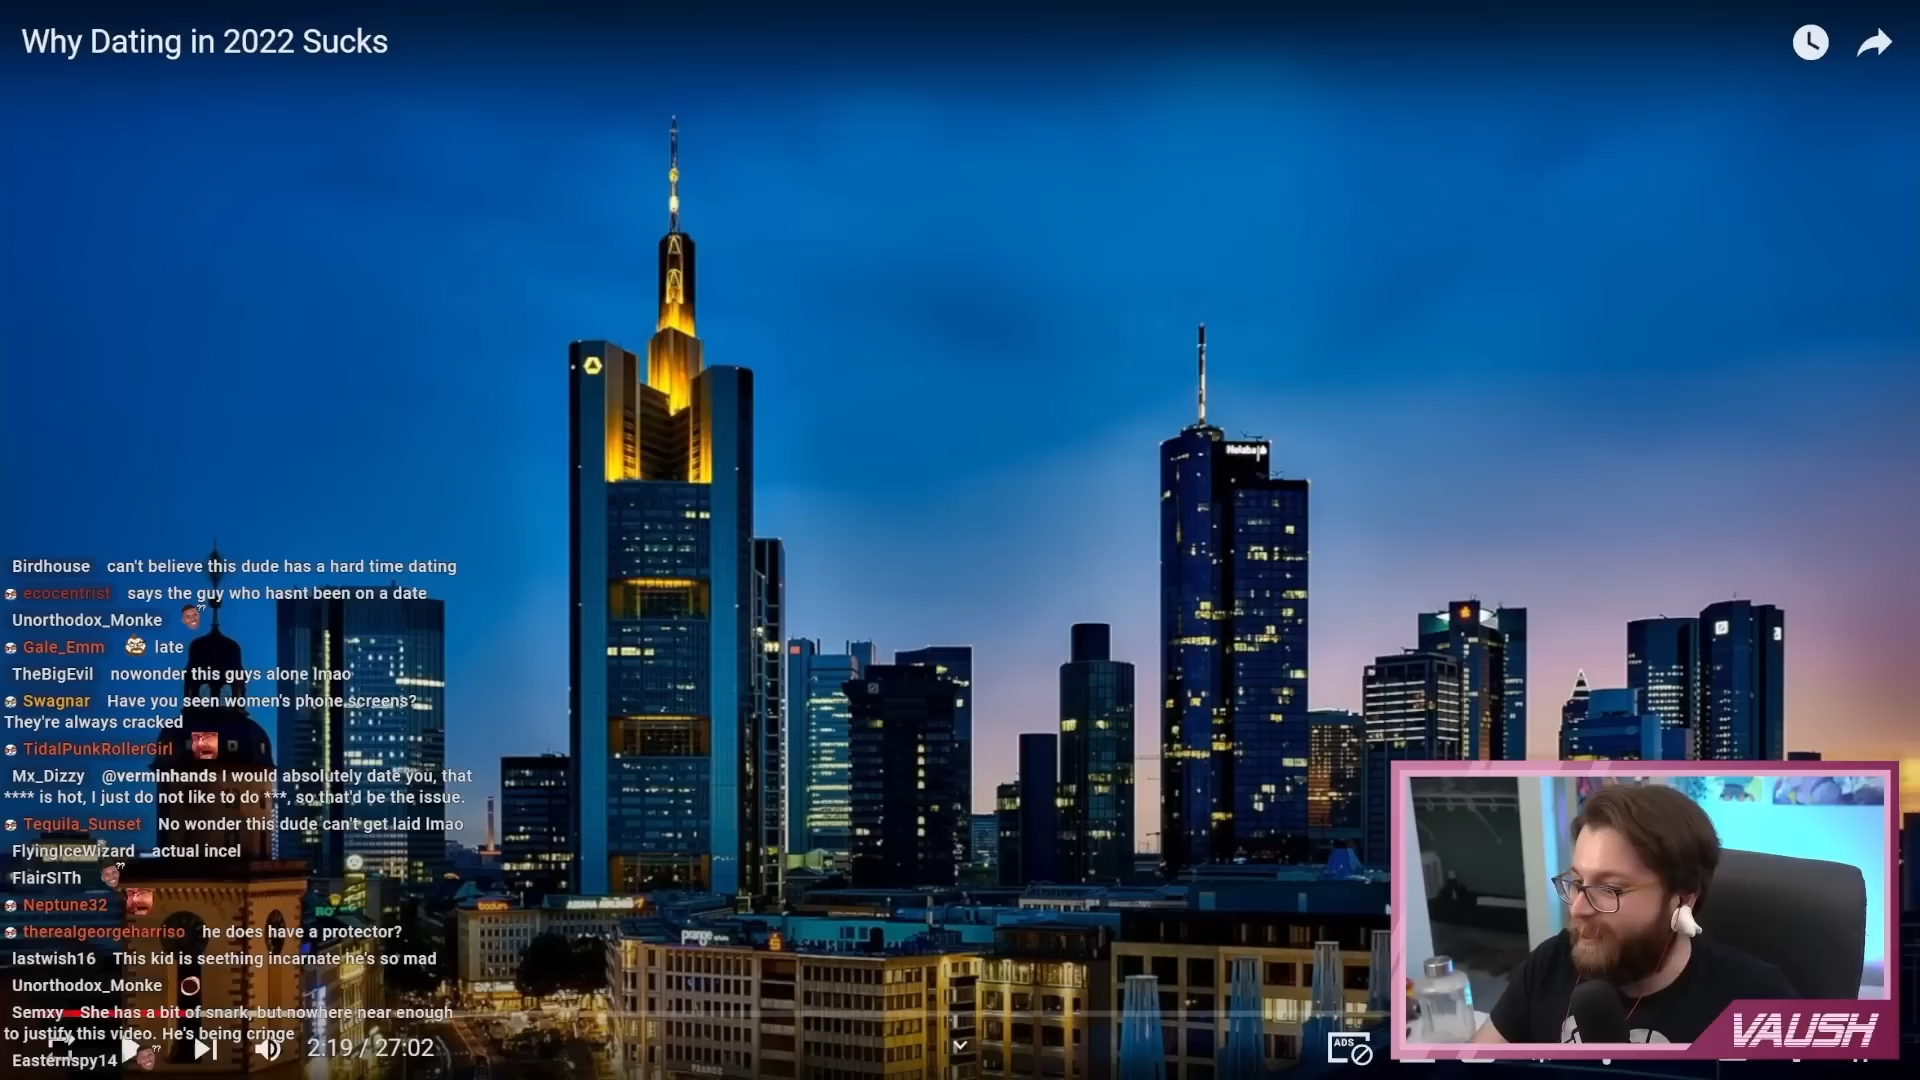 Why Dating in 2022 Sucks
Helaba
Birdhouse can't believe this dude has a hard time dating
ecocentrist says the guy who hasnt been on a date
Unorthodox_Monke
Gale_Emm late
TheBigEvil nowonder this guys alone lmao
Swagnar Have you seen women's phone screens?
They're always cracked
TidalPunkRollerGirl
Mx_Dizzy @verminhands I would absolutely date you, that
**** is hot, I just do not like to do ***, so that'd be the issue.
Tequila_Sunset No wonder this dude can't get laid lmao
FlyingIceWizard actual incel
FlairSITh
Neptune32
therealgeorgeharriso he does have a protector?
lastwish16 This kid is seething incarnate he's so mad
Unorthodox_Monke
Semxy She has a bit of snark, but nowhere near enough
to justify this video. He's being cringe
Easternspy14
2:19 / 27:02
prange
ADS
VAUSH